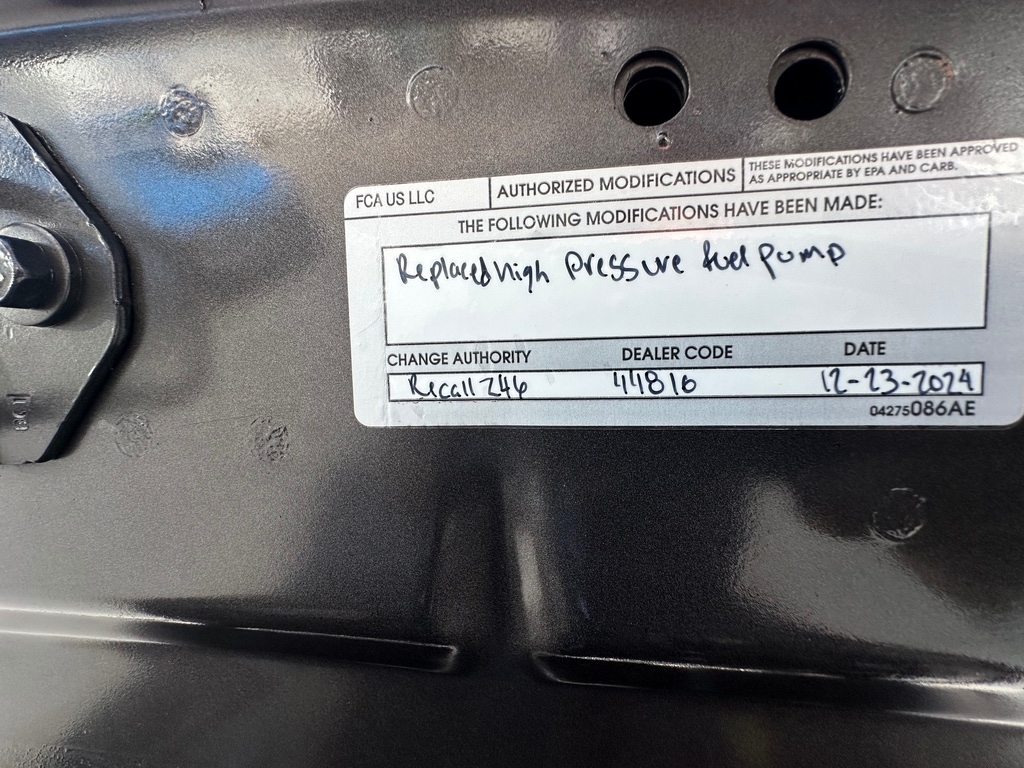 FCA US LLC
AUTHORIZED MODIFICATIONS
THESE MODIFICATIONS HAVE BEEN APPROVED
AS APPROPRIATE BY EPA AND CARB.
THE FOLLOWING MODIFICATIONS HAVE BEEN MADE:
Replaced high pressure fuel pump
CHANGE AUTHORITY DEALER CODE DATE
Recall Z46 44816 12-23-2024
04275086AE